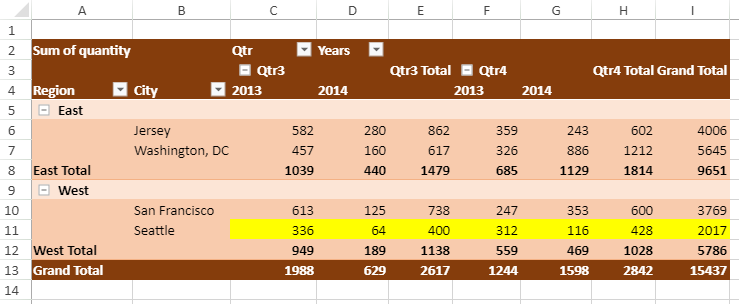 A B C D E F G H I
1
2 Sum of quantity Qtr Years
3 Qtr3 Qtr3 Total Qtr4 Qtr4 Total Grand Total
4 Region City 2013 2014 2013 2014
5 East
6 Jersey 582 280 862 359 243 602 4006
7 Washington, DC 457 160 617 326 886 1212 5645
8 East Total 1039 440 1479 685 1129 1814 9651
9 West
10 San Francisco 613 125 738 247 353 600 3769
11 Seattle 336 64 400 312 116 428 2017
12 West Total 949 189 1138 559 469 1028 5786
13 Grand Total 1988 629 2617 1244 1598 2842 15437
14